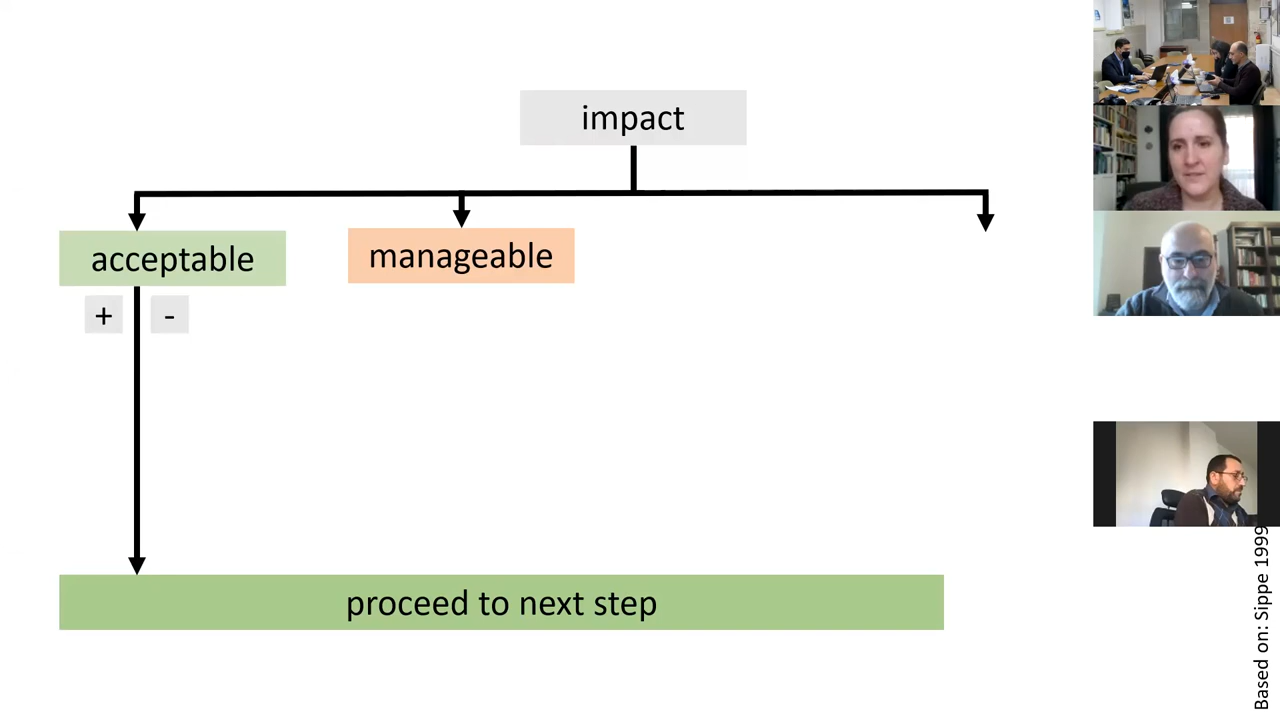 impact
acceptable
manageable
+
-
proceed to next step
Based on: Sippe 1999